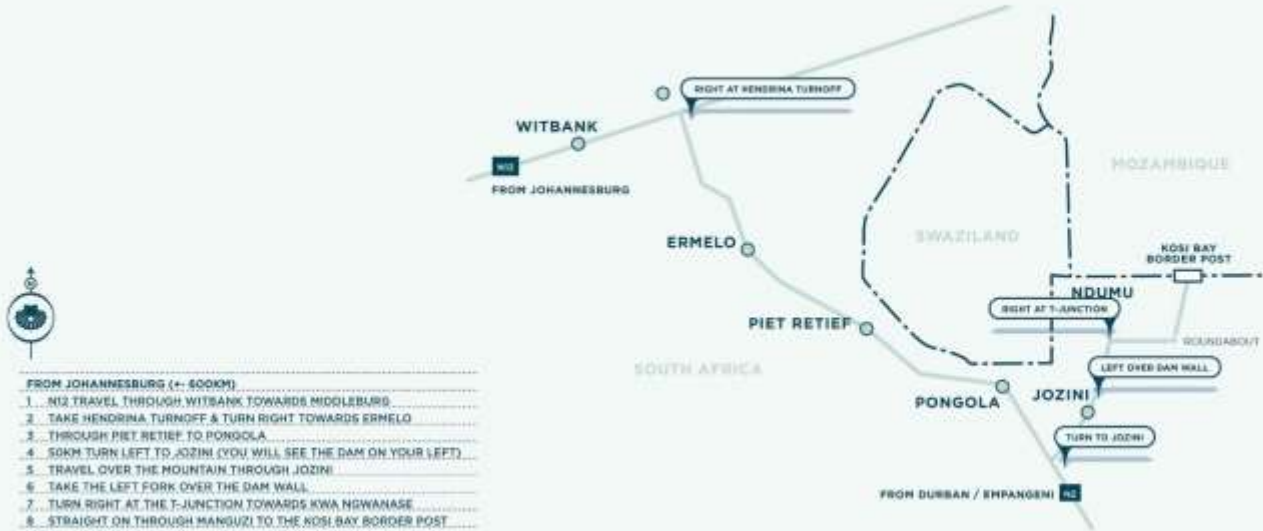 RIGHT AT HENDRINA TURNOFF
WITBANK
N12
FROM JOHANNESBURG
MOZAMBIQUE
ERMELO
SWAZILAND
KOSI BAY
BORDER POST
NDUMU
RIGHT AT T-JUNCTION
PIET RETIEF
ROUNDABOUT
SOUTH AFRICA
LEFT OVER DAM WALL
PONGOLA
JOZINI
TURN TO JOZINI
FROM DURBAN / EMPANGENI
N2
FROM JOHANNESBURG (+- 600KM)
1 N12 TRAVEL THROUGH WITBANK TOWARDS MIDDLEBURG
2 TAKE HENDRINA TURNOFF & TURN RIGHT TOWARDS ERMELO
3 THROUGH PIET RETIEF TO PONGOLA
4 50KM TURN LEFT TO JOZINI (YOU WILL SEE THE DAM ON YOUR LEFT)
5 TRAVEL OVER THE MOUNTAIN THROUGH JOZINI
6 TAKE THE LEFT FORK OVER THE DAM WALL
7 TURN RIGHT AT THE T-JUNCTION TOWARDS KWA NGWANASE
8 STRAIGHT ON THROUGH MANGUZI TO THE KOSI BAY BORDER POST